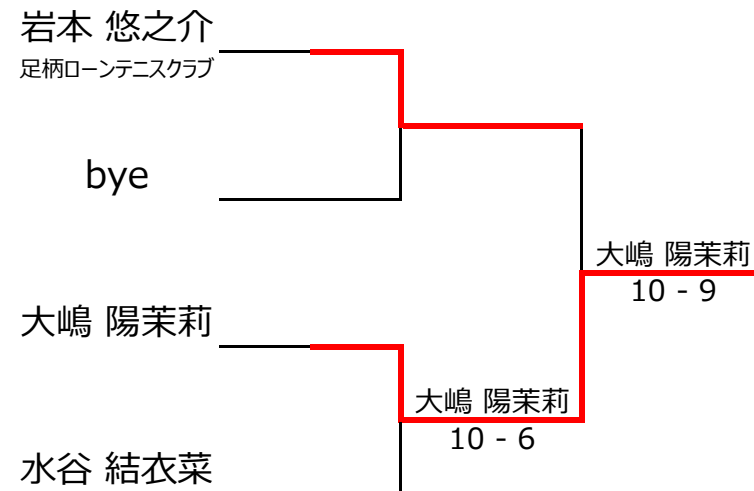 岩本 悠之介
足柄ローンテニスクラブ
bye
大嶋 陽茉莉
10 - 9
大嶋 陽茉莉
大嶋 陽茉莉
10 - 6
水谷 結衣菜